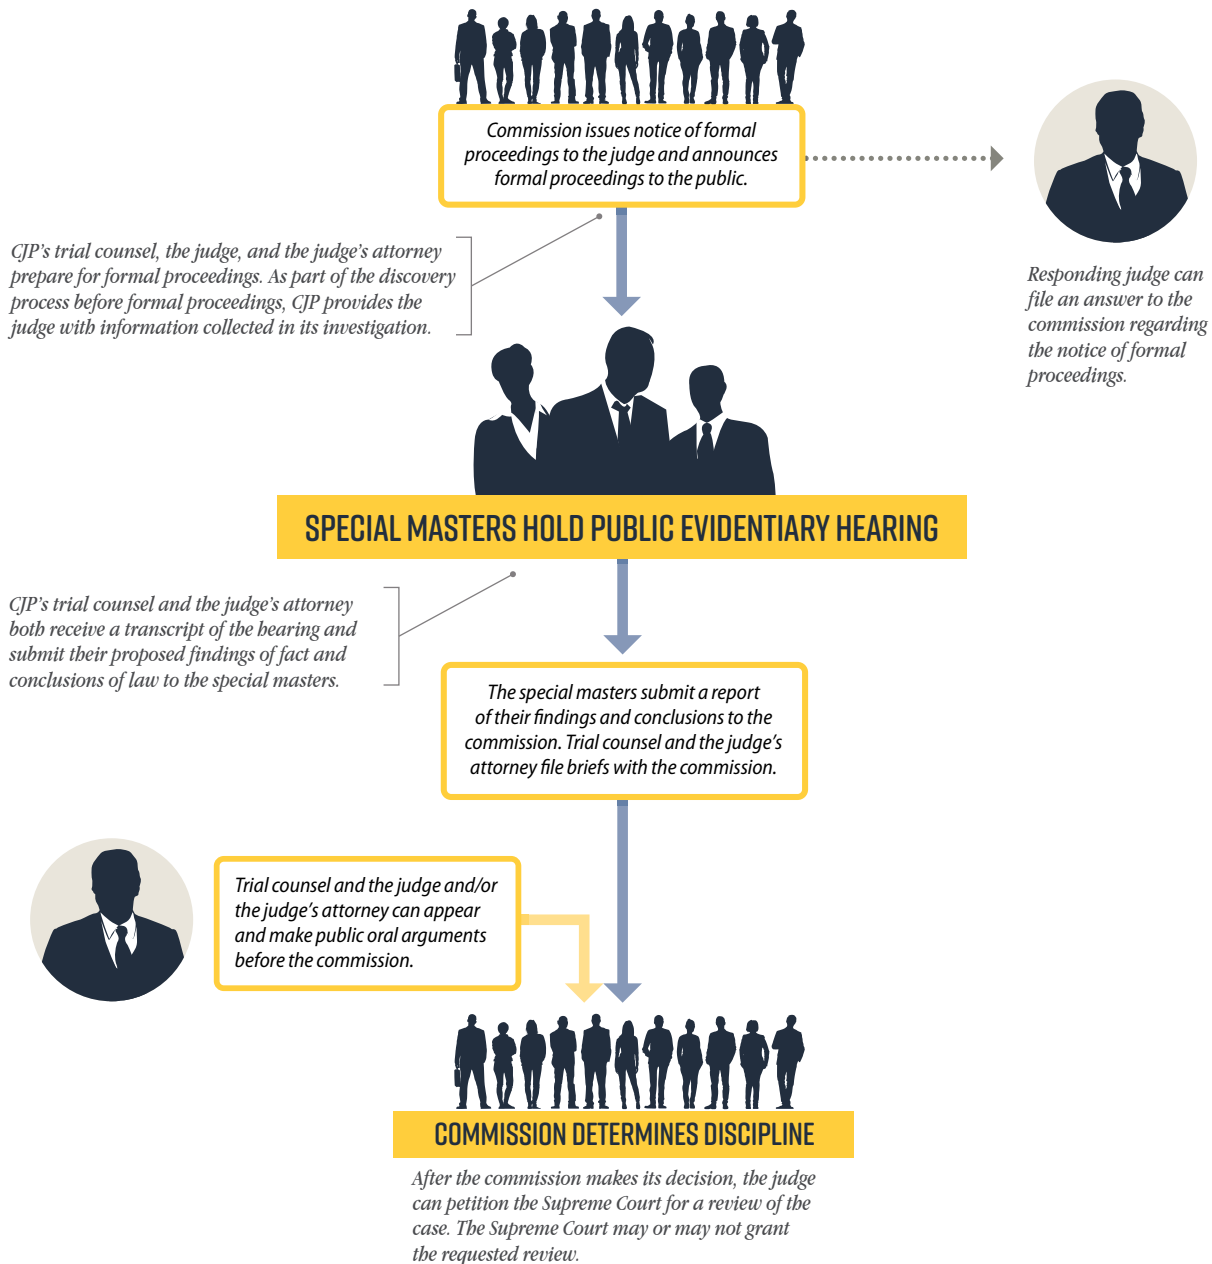 Commission issues notice of formal
proceedings to the judge and announces
formal proceedings to the public.
CJP’s trial counsel, the judge, and the judge’s attorney
prepare for formal proceedings. As part of the discovery
process before formal proceedings, CJP provides the
judge with information collected in its investigation.
Responding judge can
file an answer to the
commission regarding
the notice of formal
proceedings.
SPECIAL MASTERS HOLD PUBLIC EVIDENTIARY HEARING
CJP’s trial counsel and the judge’s attorney
both receive a transcript of the hearing and
submit their proposed findings of fact and
conclusions of law to the special masters.
The special masters submit a report
of their findings and conclusions to the
commission. Trial counsel and the judge’s
attorney file briefs with the commission.
Trial counsel and the judge and/or
the judge’s attorney can appear
and make public oral arguments
before the commission.
COMMISSION DETERMINES DISCIPLINE
After the commission makes its decision, the judge
can petition the Supreme Court for a review of the
case. The Supreme Court may or may not grant
the requested review.